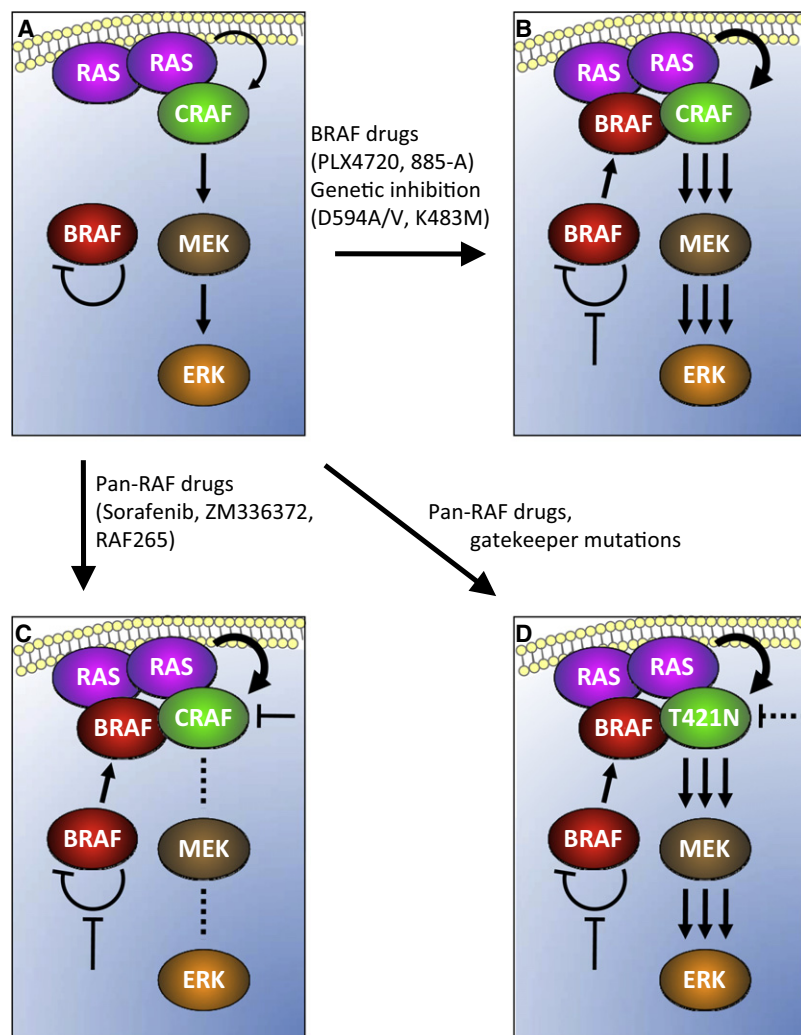 A
RAS
RAS
CRAF
BRAF
MEK
ERK
BRAF drugs
(PLX4720, 885-A)
Genetic inhibition
(D594A/V, K483M)
B
RAS
RAS
BRAF
CRAF
BRAF
MEK
ERK
Pan-RAF drugs
(Sorafenib, ZM336372,
RAF265)
Pan-RAF drugs,
gatekeeper mutations
C
RAS
RAS
BRAF
CRAF
BRAF
MEK
ERK
D
RAS
RAS
BRAF
T421N
BRAF
MEK
ERK